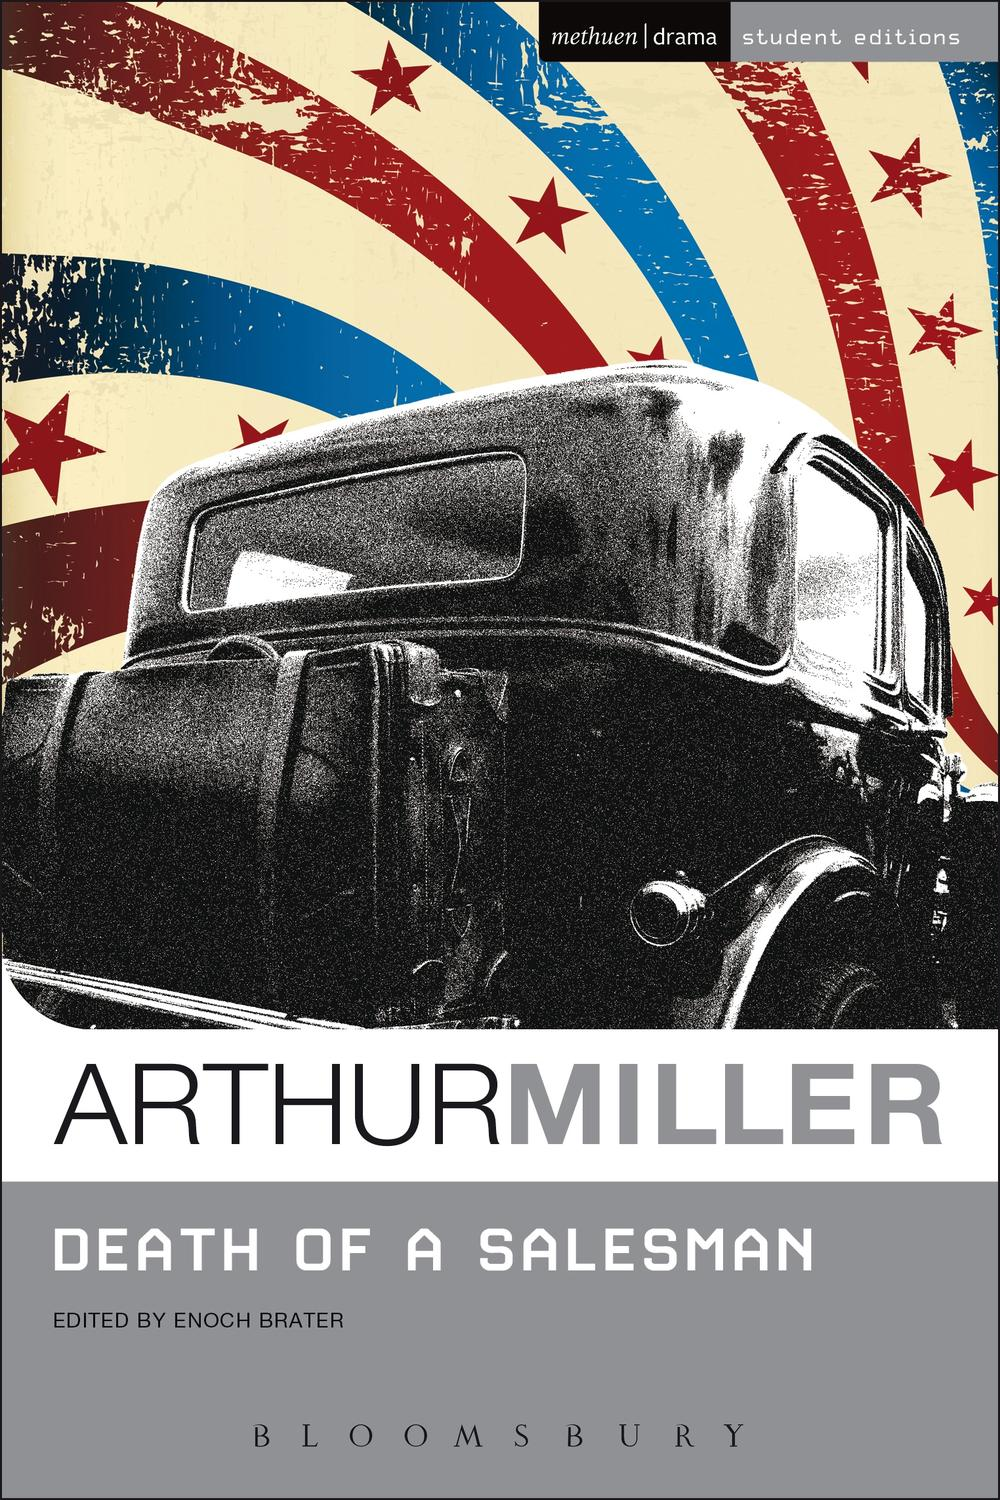 methuen | drama student editions
ARTHURMILLER
DEATH OF A SALESMAN
EDITED BY ENOCH BRATER
BLOOMSBURY